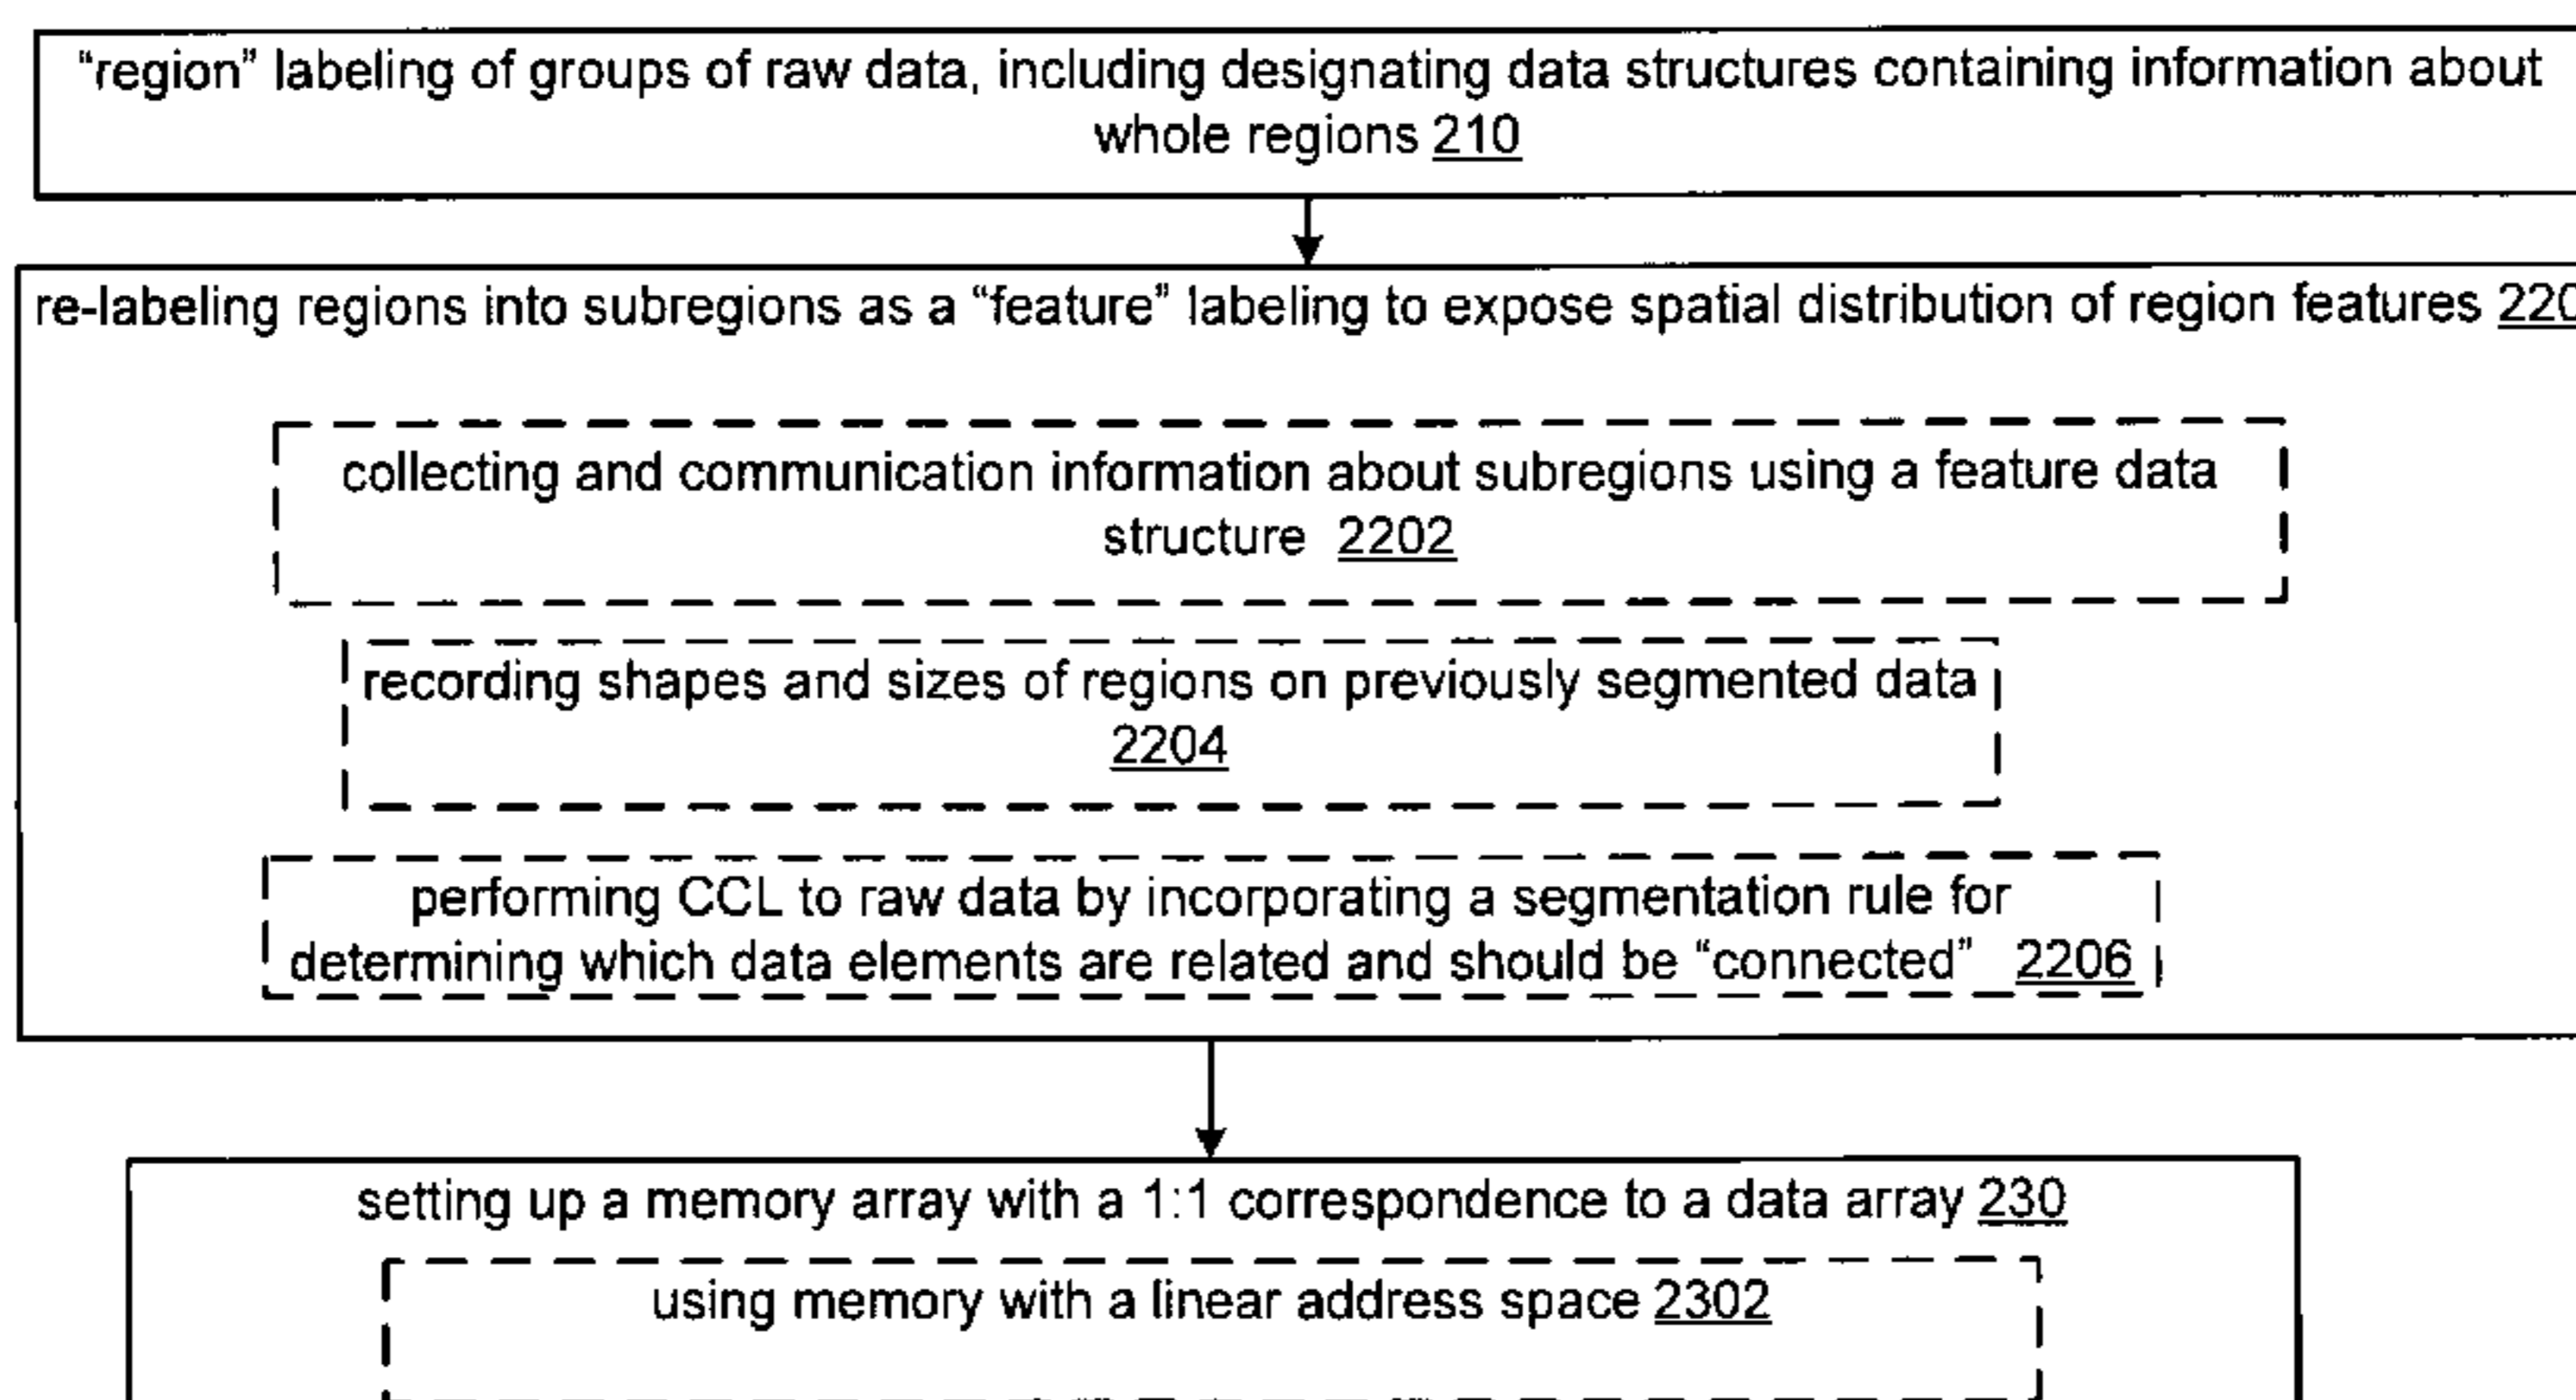 “region” labeling of groups of raw data, including designating data structures containing information about
whole regions 210
re-labeling regions into subregions as a “feature” labeling to expose spatial distribution of region features 220
collecting and communication information about subregions using a feature data
structure 2202
recording shapes and sizes of regions on previously segmented data
2204
performing CCL to raw data by incorporating a segmentation rule for
determining which data elements are related and should be “connected” 2206
setting up a memory array with a 1:1 correspondence to a data array 230
using memory with a linear address space 2302